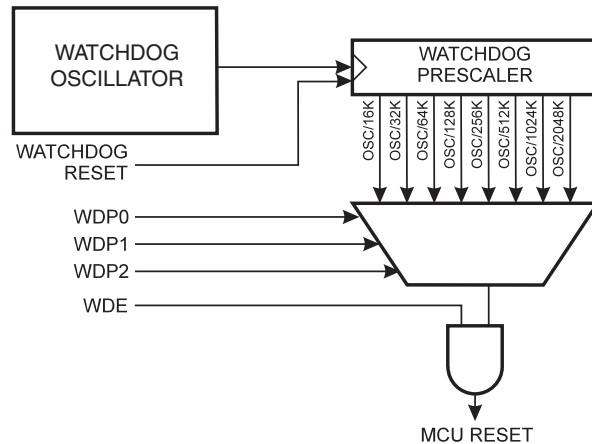 WATCHDOG
OSCILLATOR
WATCHDOG
PRESCALER
OSC/16K
OSC/32K
OSC/64K
OSC/128K
OSC/256K
OSC/512K
OSC/1024K
OSC/2048K
WATCHDOG
RESET
WDP0
WDP1
WDP2
WDE
MCU RESET